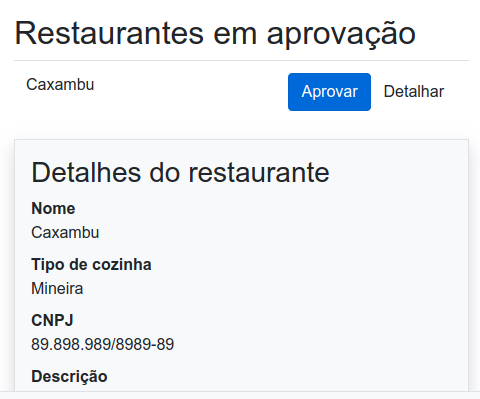 Restaurantes em aprovação
Caxambu Aprovar Detalhar
Detalhes do restaurante
Nome
Caxambu
Tipo de cozinha
Mineira
CNPJ
89.898.989/8989-89
Descrição